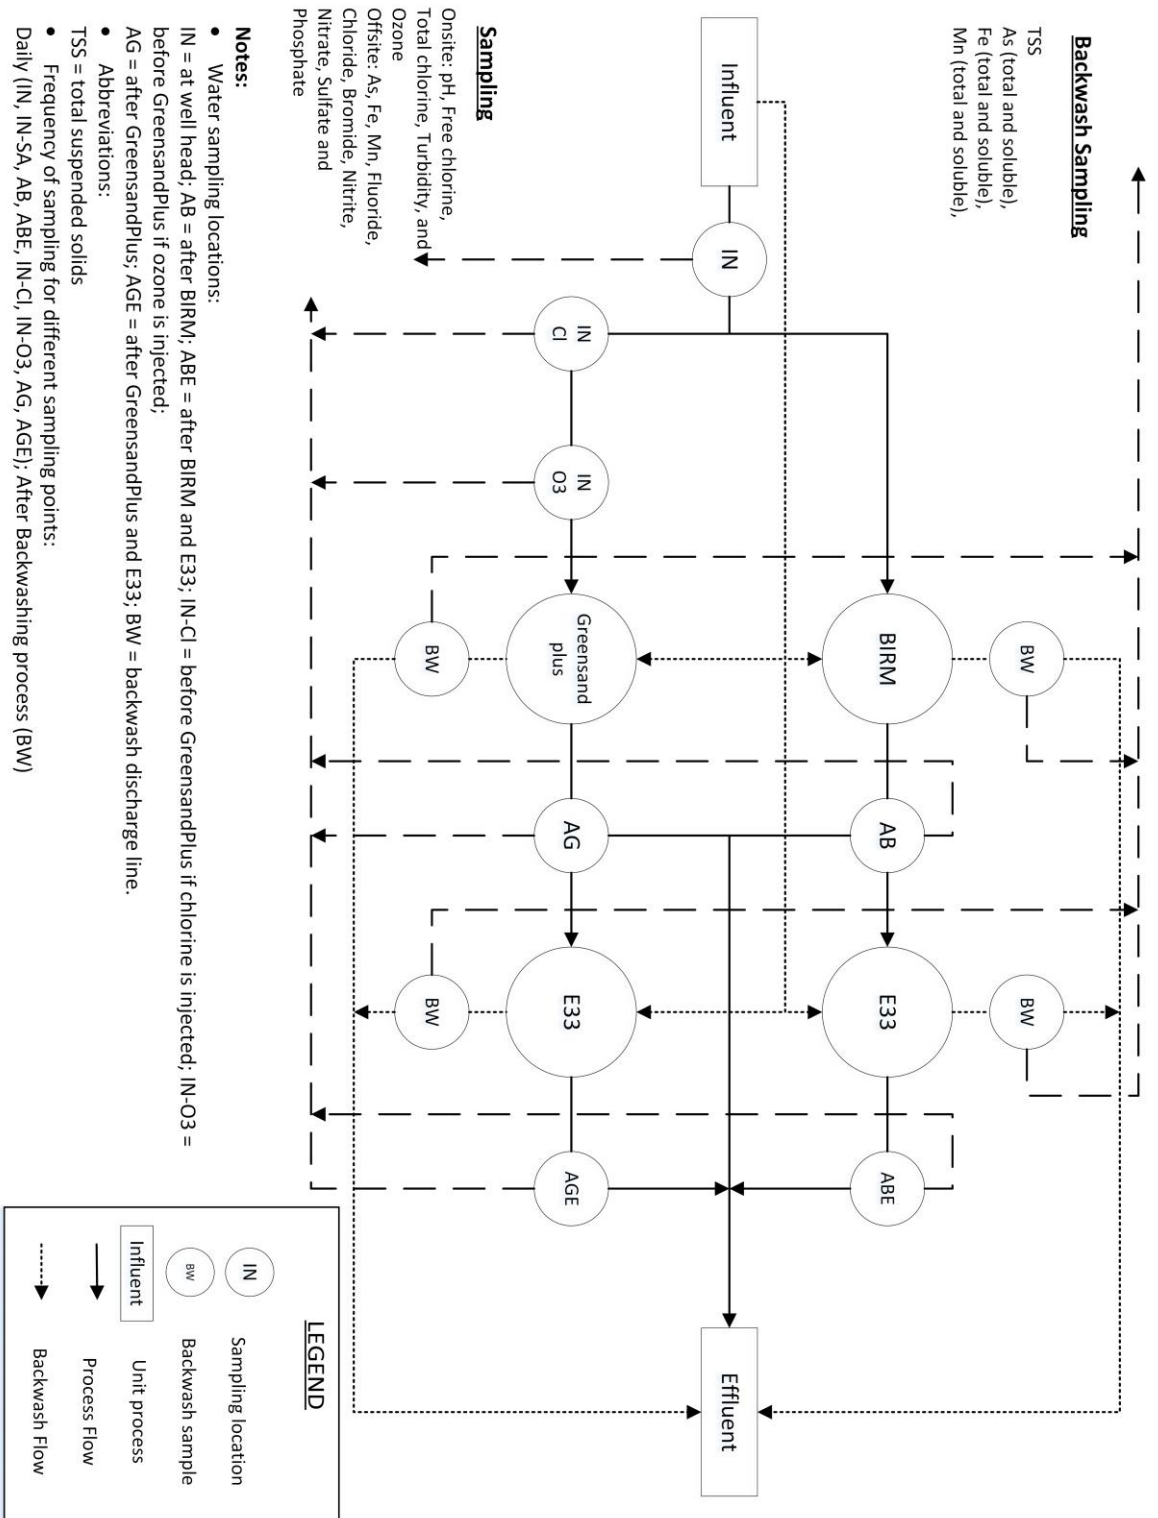 Backwash Sampling
TSS
As (total and soluble),
Fe (total and soluble),
Mn (total and soluble),
BW
BW
BIRM
AB
E33
ABE
Influent
IN
Effluent
IN
Cl
IN
O3
Greensand
plus
AG
E33
AGE
BW
BW
Sampling
Onsite: pH, Free chlorine,
Total chlorine, Turbidity, and
Ozone
Offsite: As, Fe, Mn, Fluoride,
Chloride, Bromide, Nitrite,
Nitrate, Sulfate and
Phosphate
Notes:
• Water sampling locations:
IN = at well head; AB = after BIRM; ABE = after BIRM and E33; IN-Cl = before GreensandPlus if chlorine is injected; IN-O3 =
before GreensandPlus if ozone is injected;
AG = after GreensandPlus; AGE = after GreensandPlus and E33; BW = backwash discharge line.
• Abbreviations:
TSS = total suspended solids
• Frequency of sampling for different sampling points:
Daily (IN, IN-SA, AB, ABE, IN-Cl, IN-O3, AG, AGE); After Backwashing process (BW)
LEGEND
IN Sampling location
BW Backwash sample
Influent Unit process
Process Flow
Backwash Flow